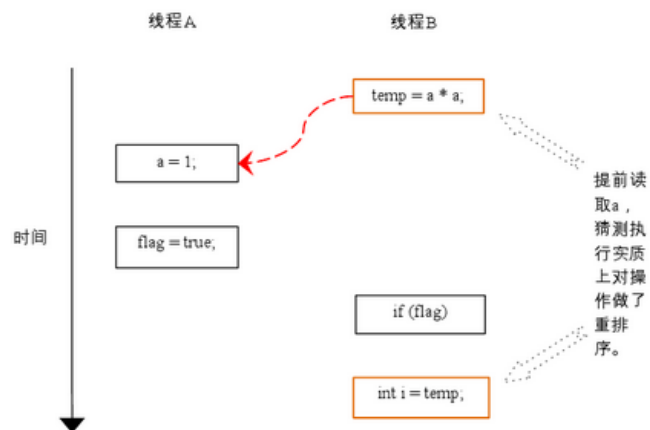 线程A
线程B
temp = a * a;
a = 1;
时间
flag = true;
if (flag)
int i = temp;
提前读
取a，
猜测执
行实质
上对操
作做了
重排
序。